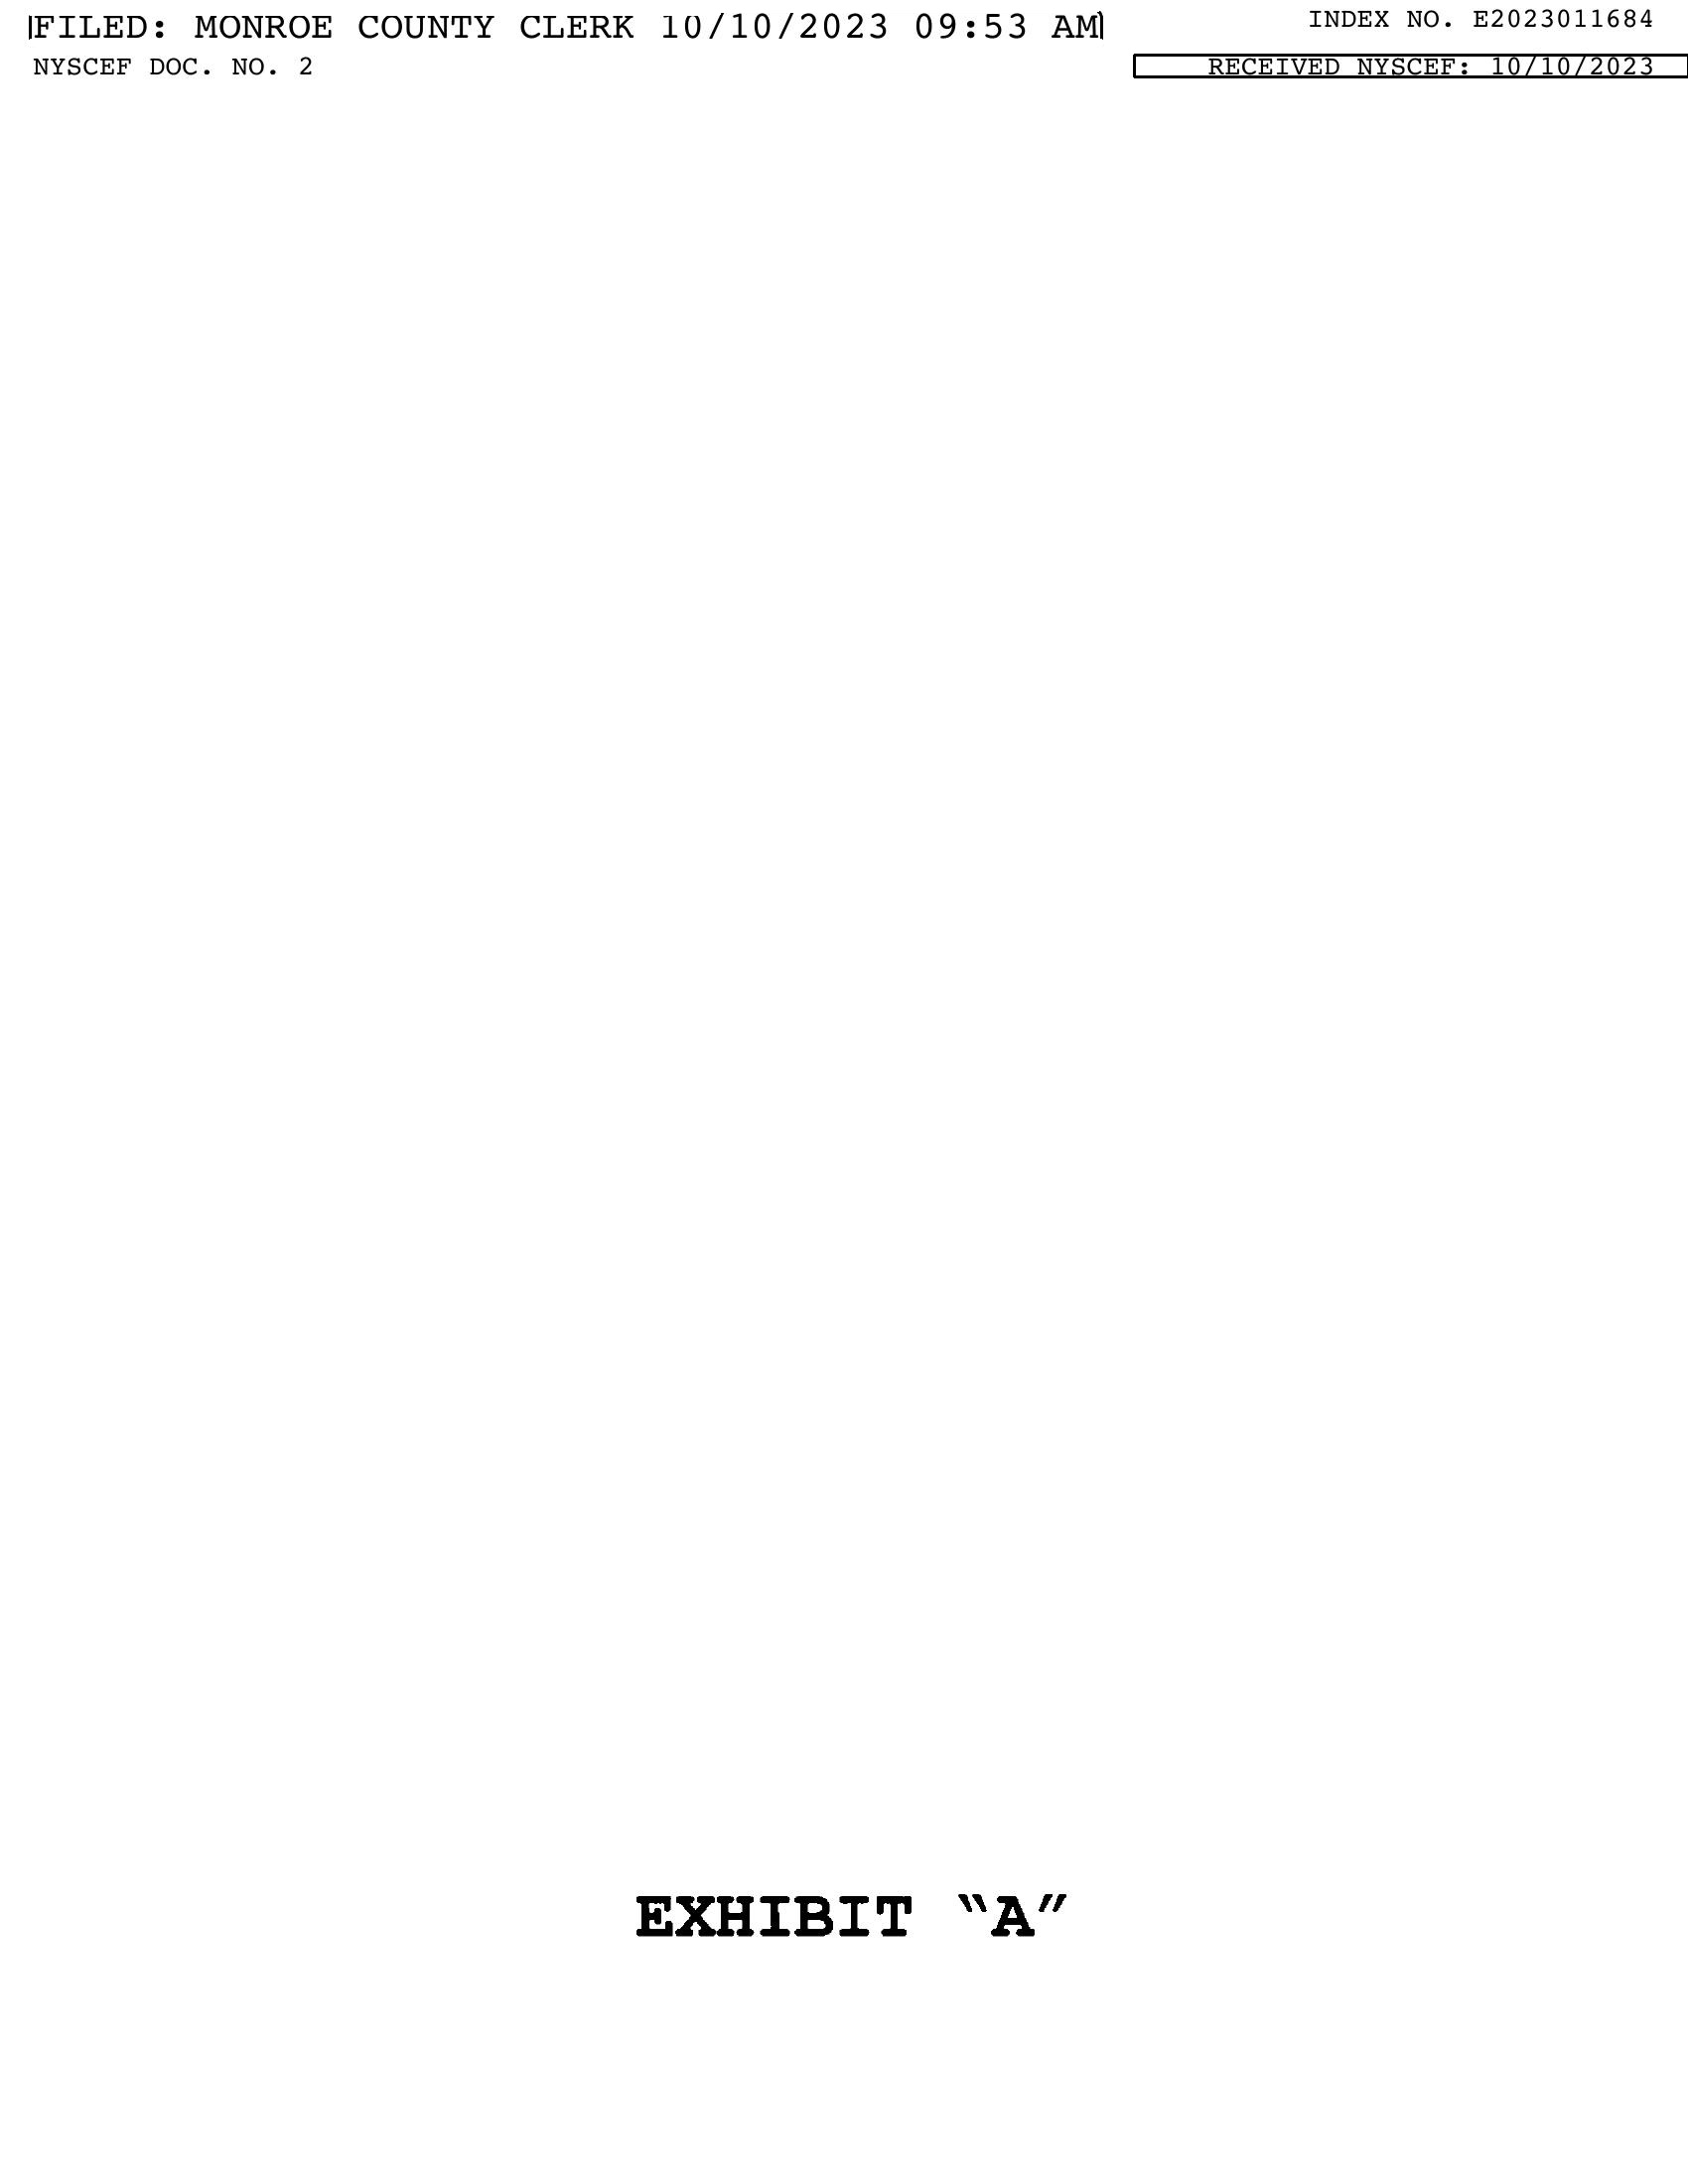 FILED: MONROE COUNTY CLERK 10/10/2023 09:53 AM
INDEX NO. E2023011684
NYSCEF DOC. NO. 2
RECEIVED NYSCEF: 10/10/2023
EXHIBIT “A”